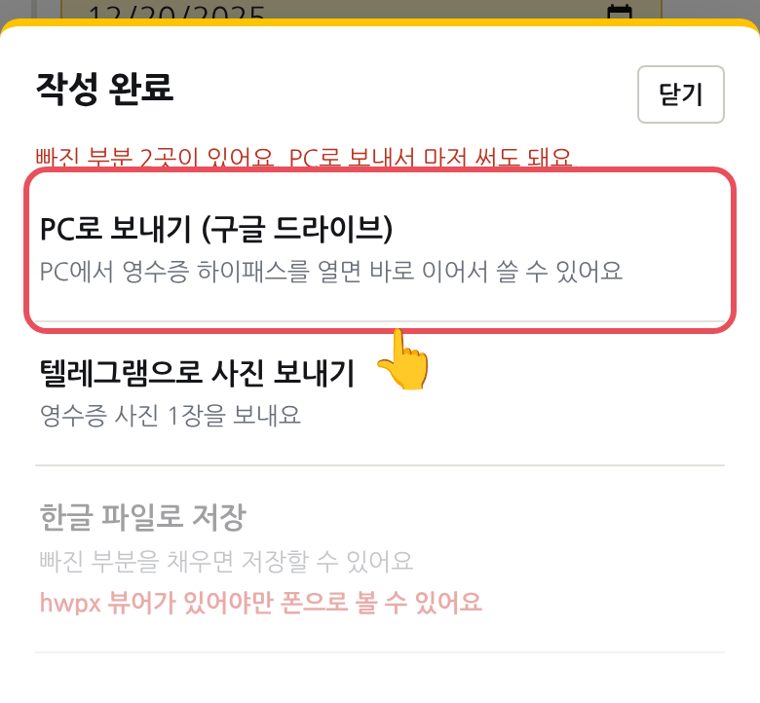 12/20/2025
작성 완료
닫기
빠진 부분 2곳이 있어요. PC로 보내서 마저 써도 돼요.
PC로 보내기 (구글 드라이브)
PC에서 영수증 하이패스를 열면 바로 이어서 쓸 수 있어요
텔레그램으로 사진 보내기
영수증 사진 1장을 보내요
한글 파일로 저장
빠진 부분을 채우면 저장할 수 있어요
hwpx 뷰어가 있어야만 폰으로 볼 수 있어요